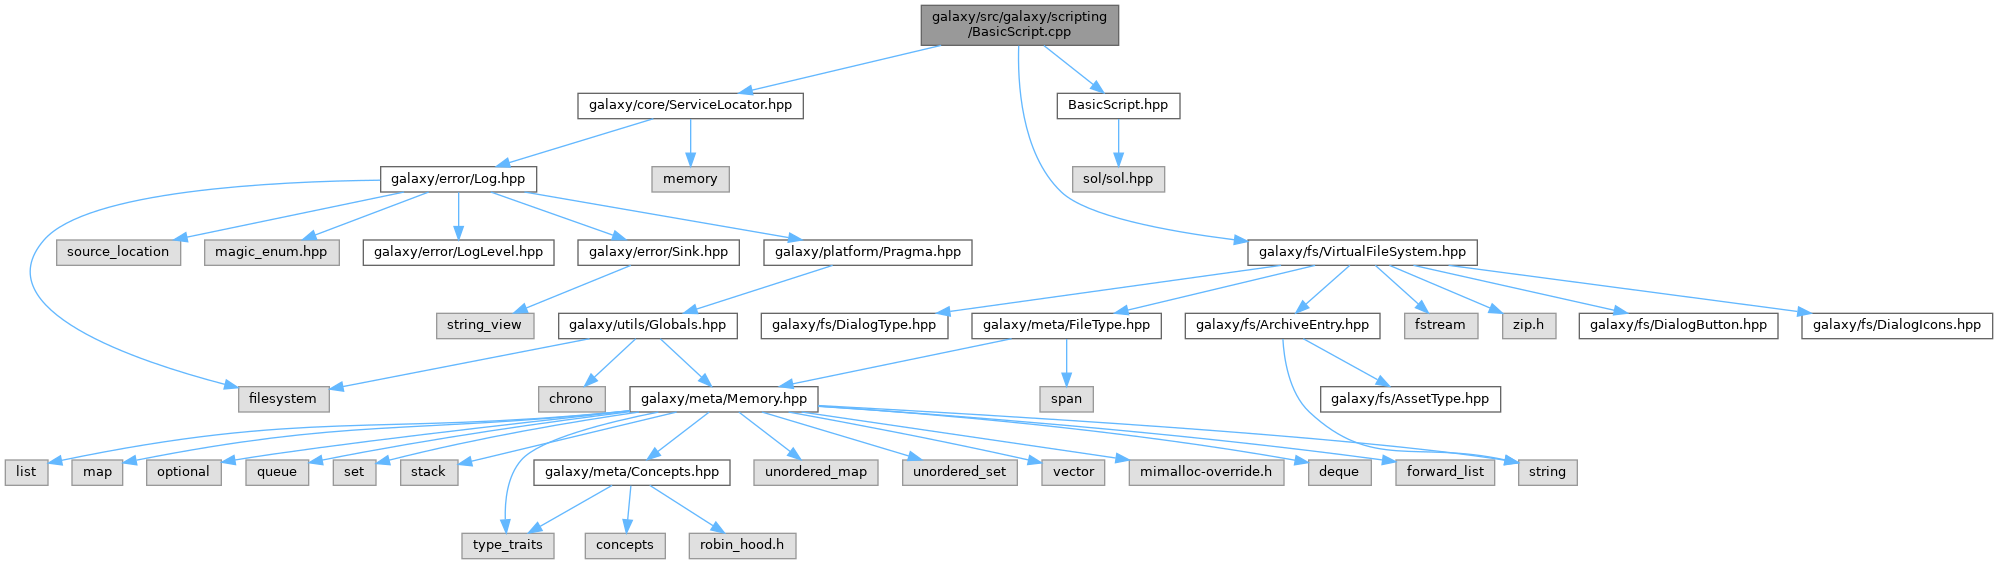 galaxy/src/galaxy/scripting
/BasicScript.cpp
galaxy/core/ServiceLocator.hpp
BasicScript.hpp
galaxy/error/Log.hpp
memory
sol/sol.hpp
source_location
magic_enum.hpp
galaxy/error/LogLevel.hpp
galaxy/error/Sink.hpp
galaxy/platform/Pragma.hpp
galaxy/fs/VirtualFileSystem.hpp
string_view
galaxy/utils/Globals.hpp
galaxy/fs/DialogType.hpp
galaxy/meta/FileType.hpp
galaxy/fs/ArchiveEntry.hpp
fstream
zip.h
galaxy/fs/DialogButton.hpp
galaxy/fs/DialogIcons.hpp
filesystem
chrono
galaxy/meta/Memory.hpp
span
galaxy/fs/AssetType.hpp
list
map
optional
queue
set
stack
galaxy/meta/Concepts.hpp
unordered_map
unordered_set
vector
mimalloc-override.h
deque
forward_list
string
type_traits
concepts
robin_hood.h